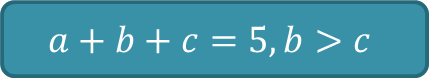 a + b + c = 5, b > c